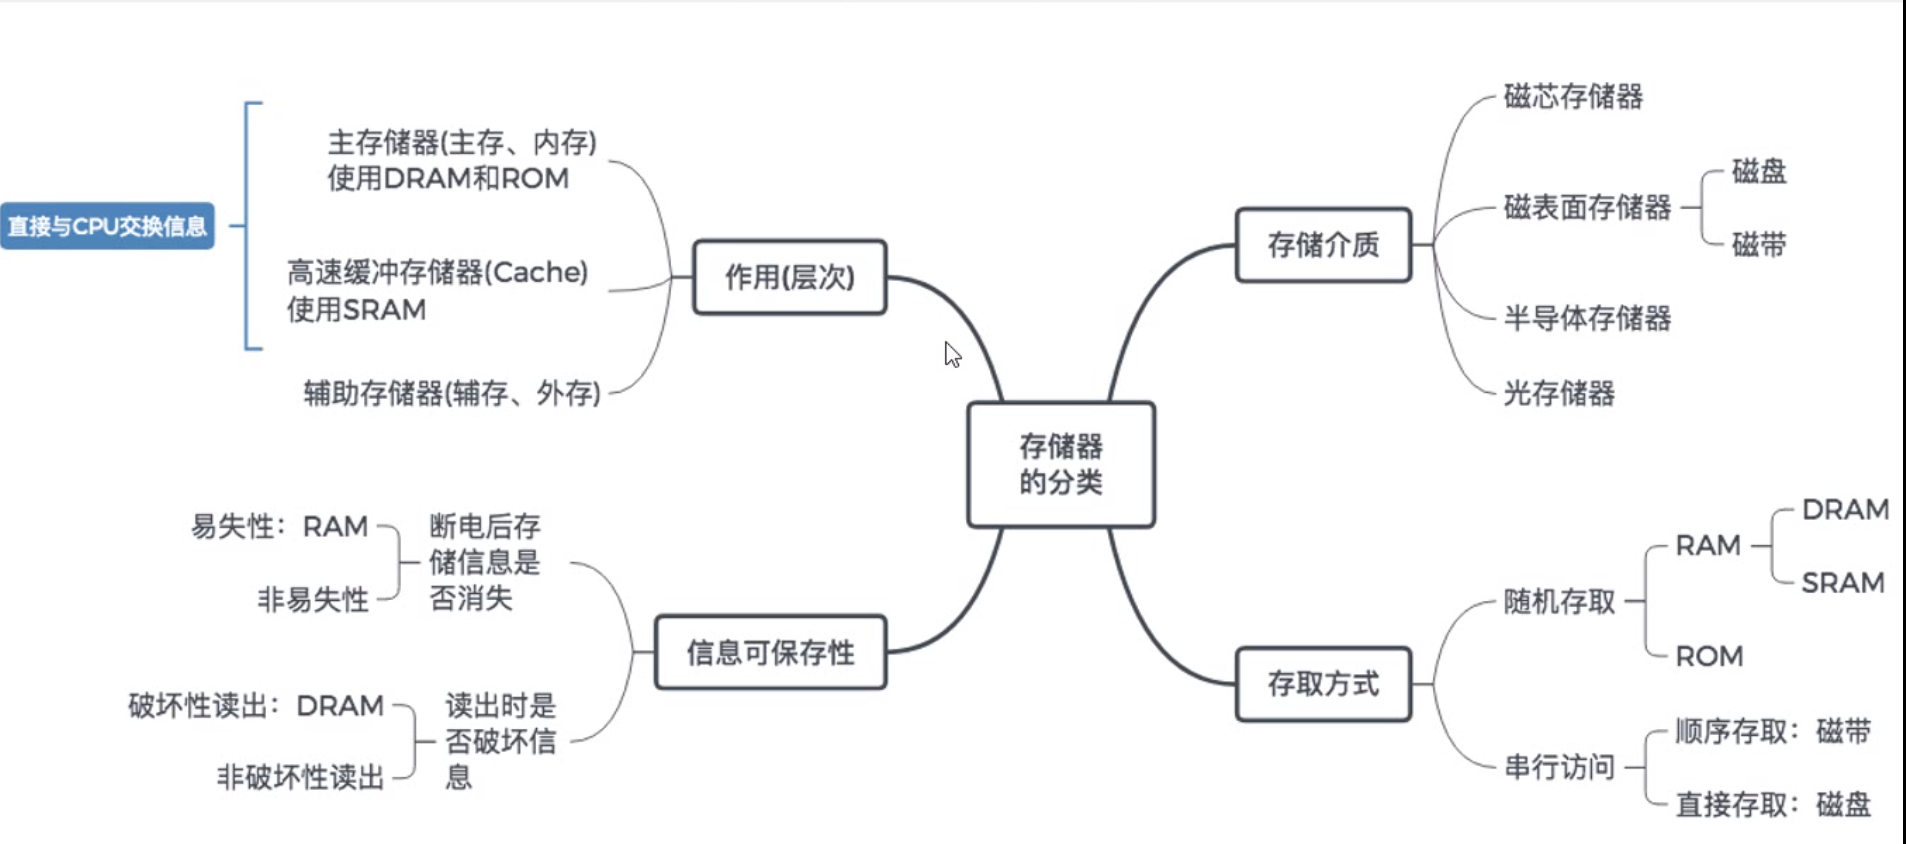 存储器
的分类
作用(层次)
主存储器(主存、内存)
使用DRAM和ROM
高速缓冲存储器(Cache)
使用SRAM
辅助存储器(辅存、外存)
直接与CPU交换信息
信息可保存性
断电后存
储信息是
否消失
易失性：RAM
非易失性
读出时是
否破坏信
息
破坏性读出：DRAM
非破坏性读出
存储介质
磁芯存储器
磁表面存储器
磁盘
磁带
半导体存储器
光存储器
存取方式
随机存取
RAM
DRAM
SRAM
ROM
串行访问
顺序存取：磁带
直接存取：磁盘